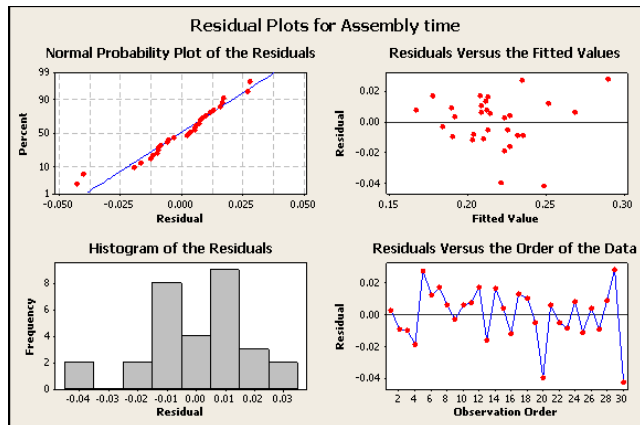 Residual Plots for Assembly time
Normal Probability Plot of the Residuals
99
90
50
10
1
Percent
-0.050
-0.025
0.000
0.025
0.050
Residual
Residuals Versus the Fitted Values
0.02
0.00
-0.02
-0.04
Residual
0.15
0.20
0.25
0.30
Fitted Value
Histogram of the Residuals
8
6
4
2
0
Frequency
-0.04 -0.03 -0.02 -0.01 0.00 0.01 0.02 0.03
Residual
Residuals Versus the Order of the Data
0.02
0.00
-0.02
-0.04
Residual
2 4 6 8 10 12 14 16 18 20 22 24 26 28 30
Observation Order